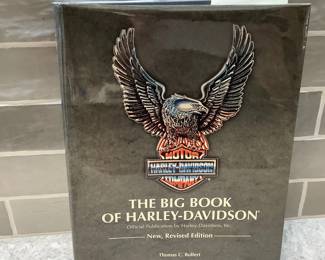 MOTOR
HARLEY-DAVIDSON
COMPANY
THE BIG BOOK
OF HARLEY-DAVIDSON®
Official Publication by Harley-Davidson, Inc.
New, Revised Edition
Thomas C. Bolfert